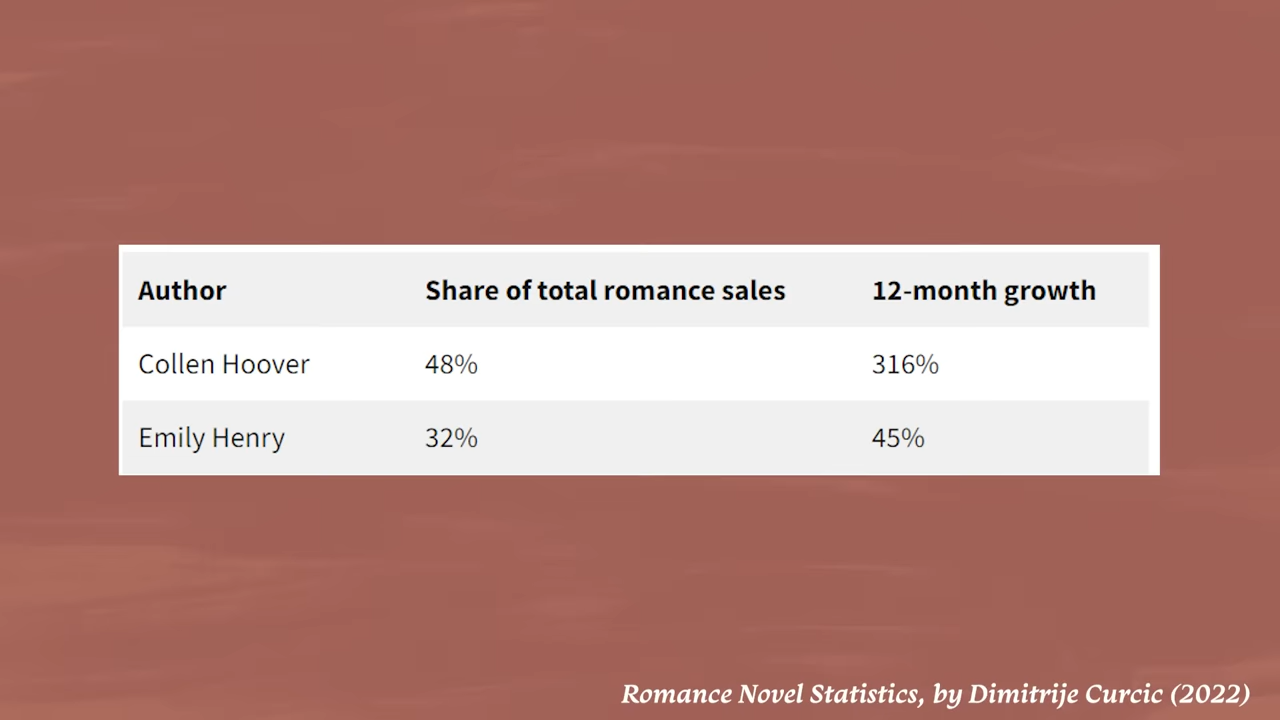 Author Share of total romance sales 12-month growth
Collen Hoover 48% 316%
Emily Henry 32% 45%
Romance Novel Statistics, by Dimitrije Curcic (2022)